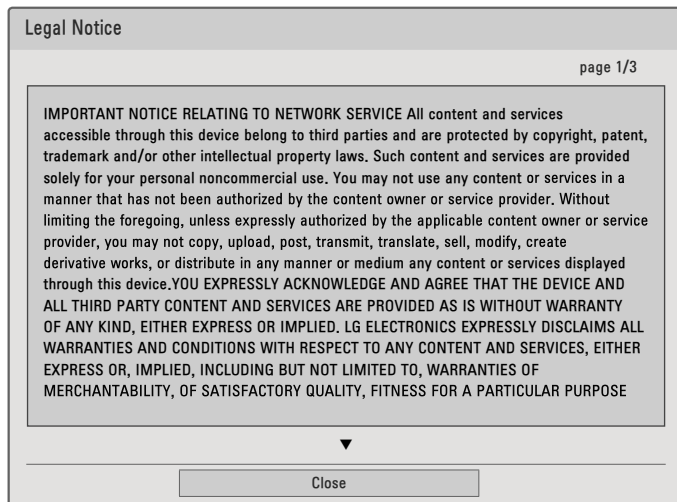 Legal Notice
page 1/3
IMPORTANT NOTICE RELATING TO NETWORK SERVICE All content and services
accessible through this device belong to third parties and are protected by copyright, patent,
trademark and/or other intellectual property laws. Such content and services are provided
solely for your personal noncommercial use. You may not use any content or services in a
manner that has not been authorized by the content owner or service provider. Without
limiting the foregoing, unless expressly authorized by the applicable content owner or service
provider, you may not copy, upload, post, transmit, translate, sell, modify, create
derivative works, or distribute in any manner or medium any content or services displayed
through this device.YOU EXPRESSLY ACKNOWLEDGE AND AGREE THAT THE DEVICE AND
ALL THIRD PARTY CONTENT AND SERVICES ARE PROVIDED AS IS WITHOUT WARRANTY
OF ANY KIND, EITHER EXPRESS OR IMPLIED. LG ELECTRONICS EXPRESSLY DISCLAIMS ALL
WARRANTIES AND CONDITIONS WITH RESPECT TO ANY CONTENT AND SERVICES, EITHER
EXPRESS OR, IMPLIED, INCLUDING BUT NOT LIMITED TO, WARRANTIES OF
MERCHANTABILITY, OF SATISFACTORY QUALITY, FITNESS FOR A PARTICULAR PURPOSE
▼
Close